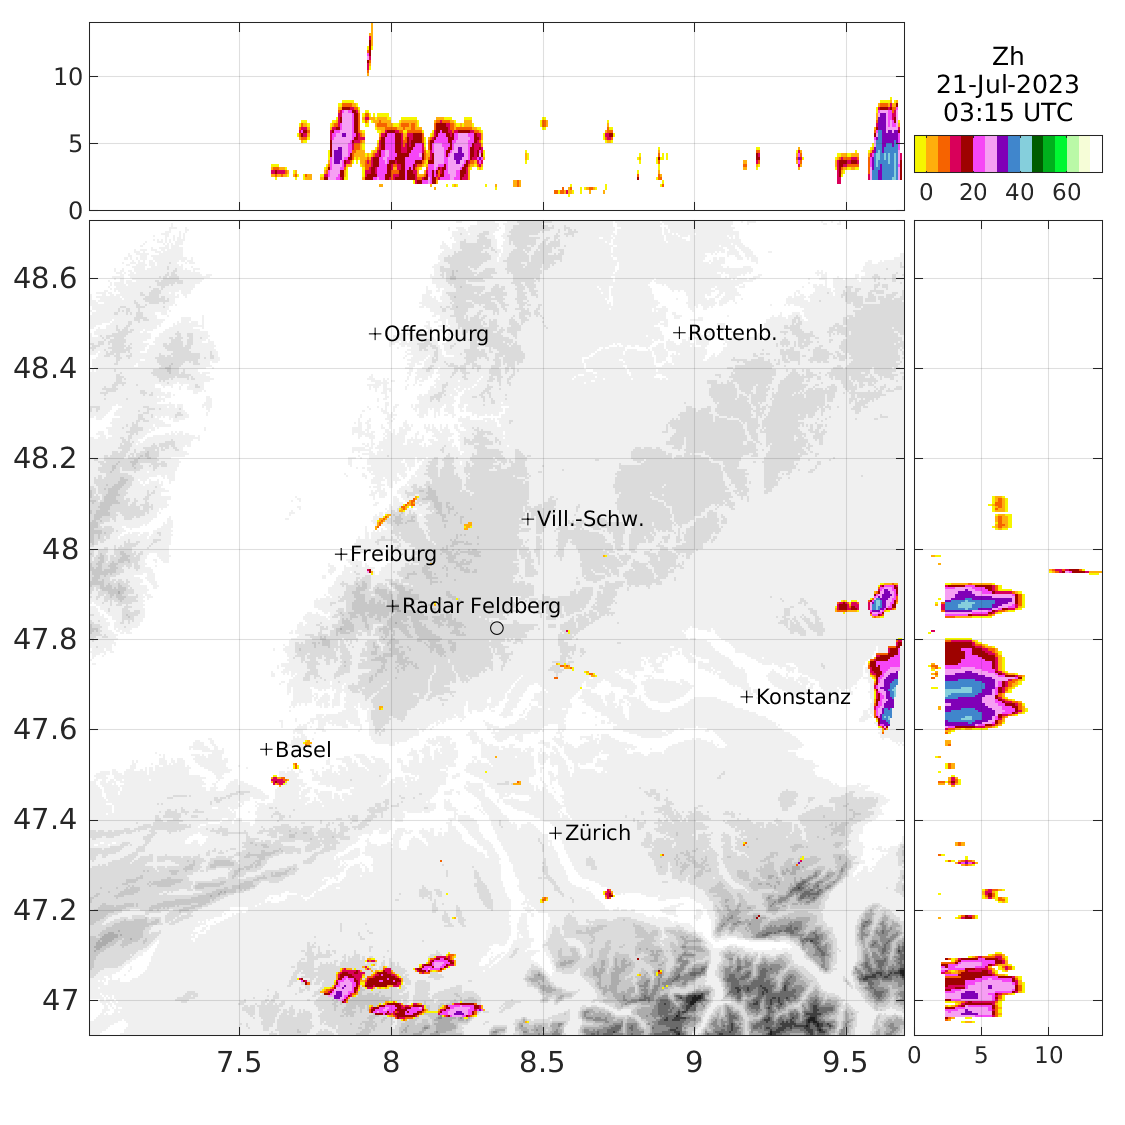 10
5
0
Zh
21-Jul-2023
03:15 UTC
0 20 40 60
48.6
48.4
48.2
48
47.8
47.6
47.4
47.2
47
+Offenburg
+Rottenb.
+Vill.-Schw.
+Freiburg
+Radar Feldberg
+Konstanz
+Basel
+Zürich
7.5 8 8.5 9 9.5
0 5 10